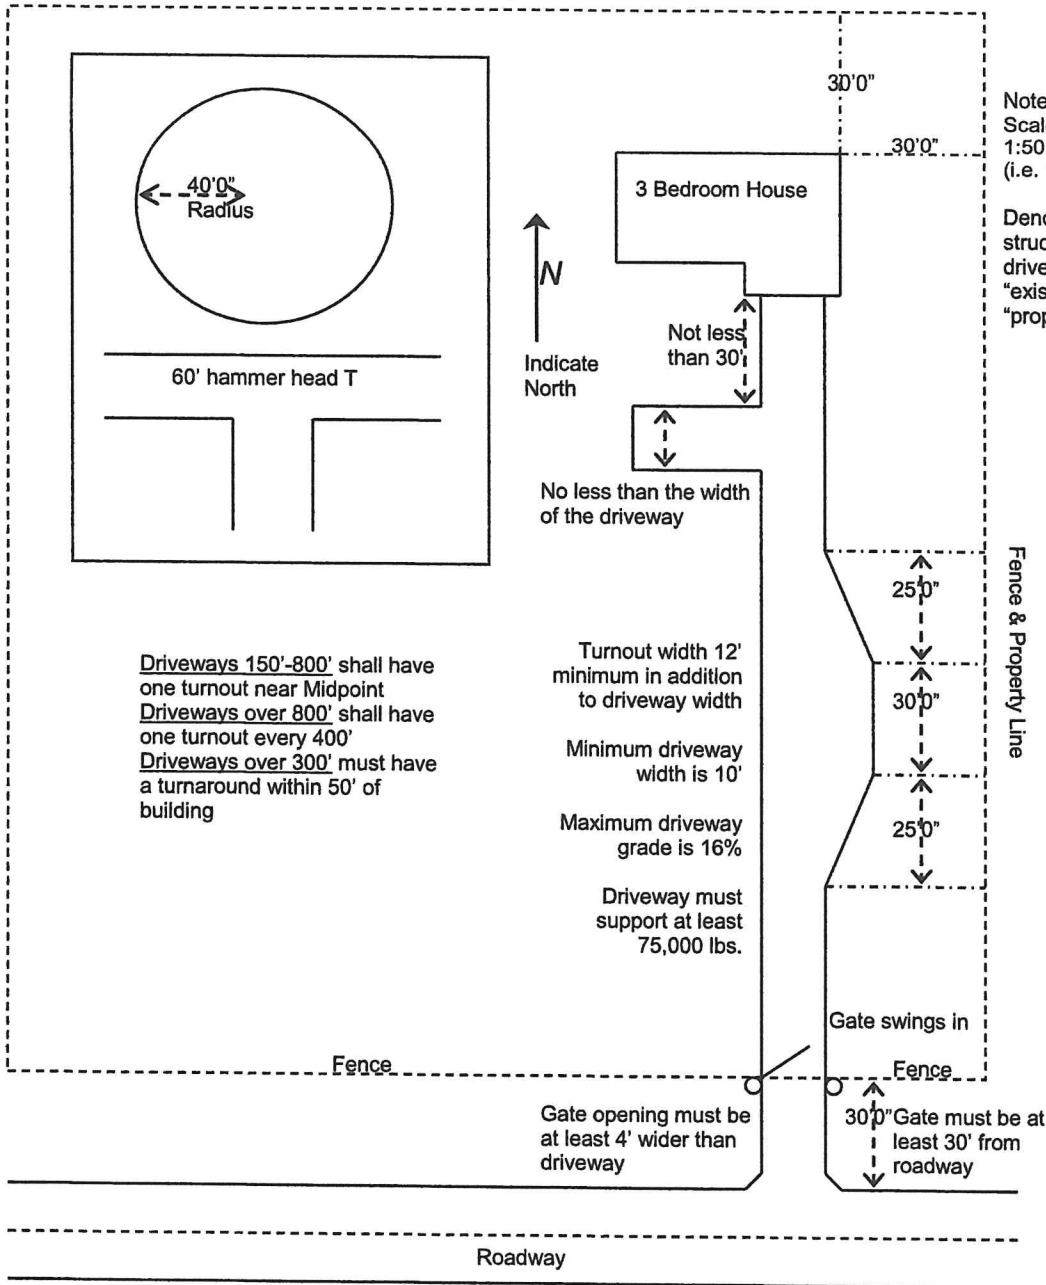 30'0"
30'0"
Note
Scal
1:50
(i.e.
Deno
struc
drive
"exis
"prop
40'0"
Radius
3 Bedroom House
N
Indicate
North
Not less
than 30'
60' hammer head T
No less than the width
of the driveway
Fence & Property Line
25'0"
30'0"
25'0"
Driveways 150'-800' shall have
one turnout near Midpoint
Driveways over 800' shall have
one turnout every 400'
Driveways over 300' must have
a turnaround within 50' of
building
Turnout width 12'
minimum in addition
to driveway width
Minimum driveway
width is 10'
Maximum driveway
grade is 16%
Driveway must
support at least
75,000 lbs.
Gate swings in
Fence
Fence
Gate opening must be
at least 4' wider than
driveway
30'0"
Gate must be at
least 30' from
roadway
Roadway